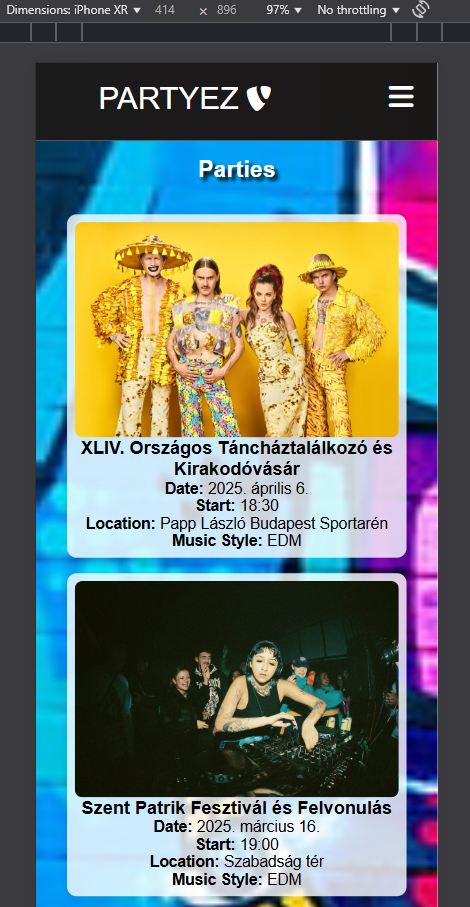 Dimensions: iPhone XR ▼ 414 × 896 97% ▼ No throttling ▼
PARTYEZ
Parties
XLIV. Országos Táncháztalálkozó és
Kirakodóvásár
Date: 2025. április 6.
Start: 18:30
Location: Papp László Budapest Sportarén
Music Style: EDM
Szent Patrik Fesztivál és Felvonulás
Date: 2025. március 16.
Start: 19:00
Location: Szabadság tér
Music Style: EDM